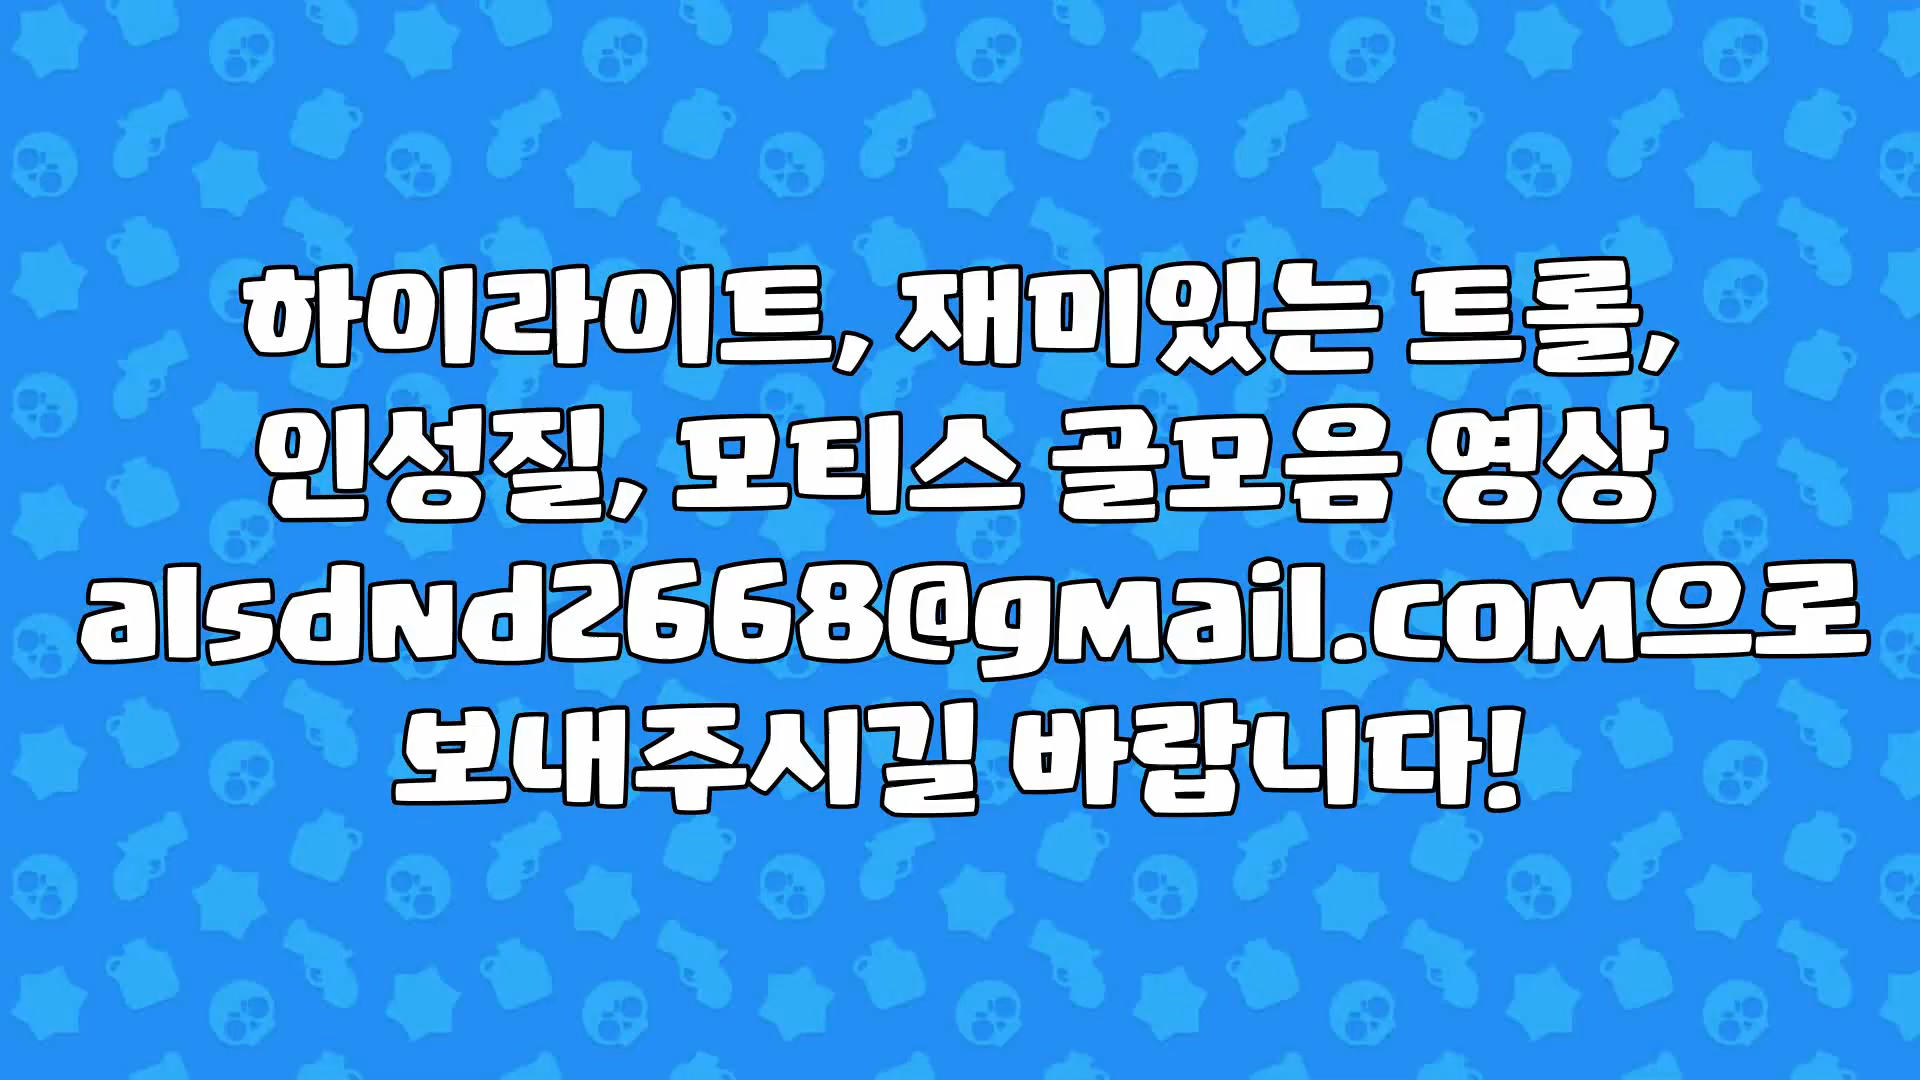 하이라이트, 재미있는 트롤,
인성질, 모티스 골모음 영상
alsdnd2668@gmail.com으로
보내주시길 바랍니다!